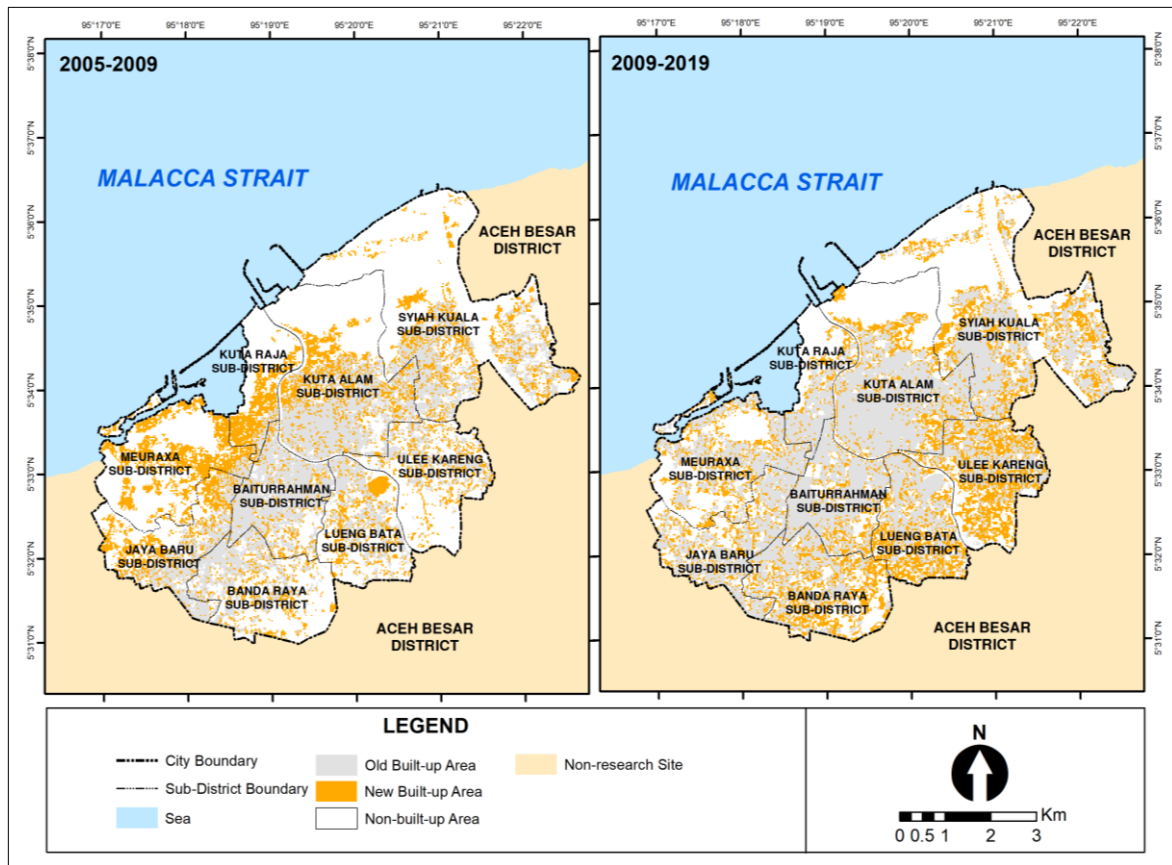 95°17'0"E 95°18'0"E 95°19'0"E 95°20'0"E 95°21'0"E 95°22'0"E
95°17'0"E 95°18'0"E 95°19'0"E 95°20'0"E 95°21'0"E 95°22'0"E
2005-2009
5°38'0"N
5°37'0"N
5°36'0"N
5°35'0"N
5°34'0"N
5°33'0"N
5°32'0"N
5°31'0"N
MALACCA STRAIT
ACEH BESAR
DISTRICT
SYIAH KUALA
SUB-DISTRICT
KUTA RAJA
SUB-DISTRICT
KUTA ALAM
SUB-DISTRICT
MEURAXA
SUB-DISTRICT
ULEE KARENG
SUB-DISTRICT
BAITURRAHMAN
SUB-DISTRICT
LUENG BATA
SUB-DISTRICT
JAYA BARU
SUB-DISTRICT
BANDA RAYA
SUB-DISTRICT
ACEH BESAR
DISTRICT
2009-2019
MALACCA STRAIT
ACEH BESAR
DISTRICT
SYIAH KUALA
SUB-DISTRICT
KUTA RAJA
SUB-DISTRICT
KUTA ALAM
SUB-DISTRICT
MEURAXA
SUB-DISTRICT
ULEE KARENG
SUB-DISTRICT
BAITURRAHMAN
SUB-DISTRICT
LUENG BATA
SUB-DISTRICT
JAYA BARU
SUB-DISTRICT
BANDA RAYA
SUB-DISTRICT
ACEH BESAR
DISTRICT
5°38'0"N
5°37'0"N
5°36'0"N
5°35'0"N
5°34'0"N
5°33'0"N
5°32'0"N
5°31'0"N
LEGEND
City Boundary
Sub-District Boundary
Sea
Old Built-up Area
New Built-up Area
Non-built-up Area
Non-research Site
N
Km
0 0.5 1 2 3